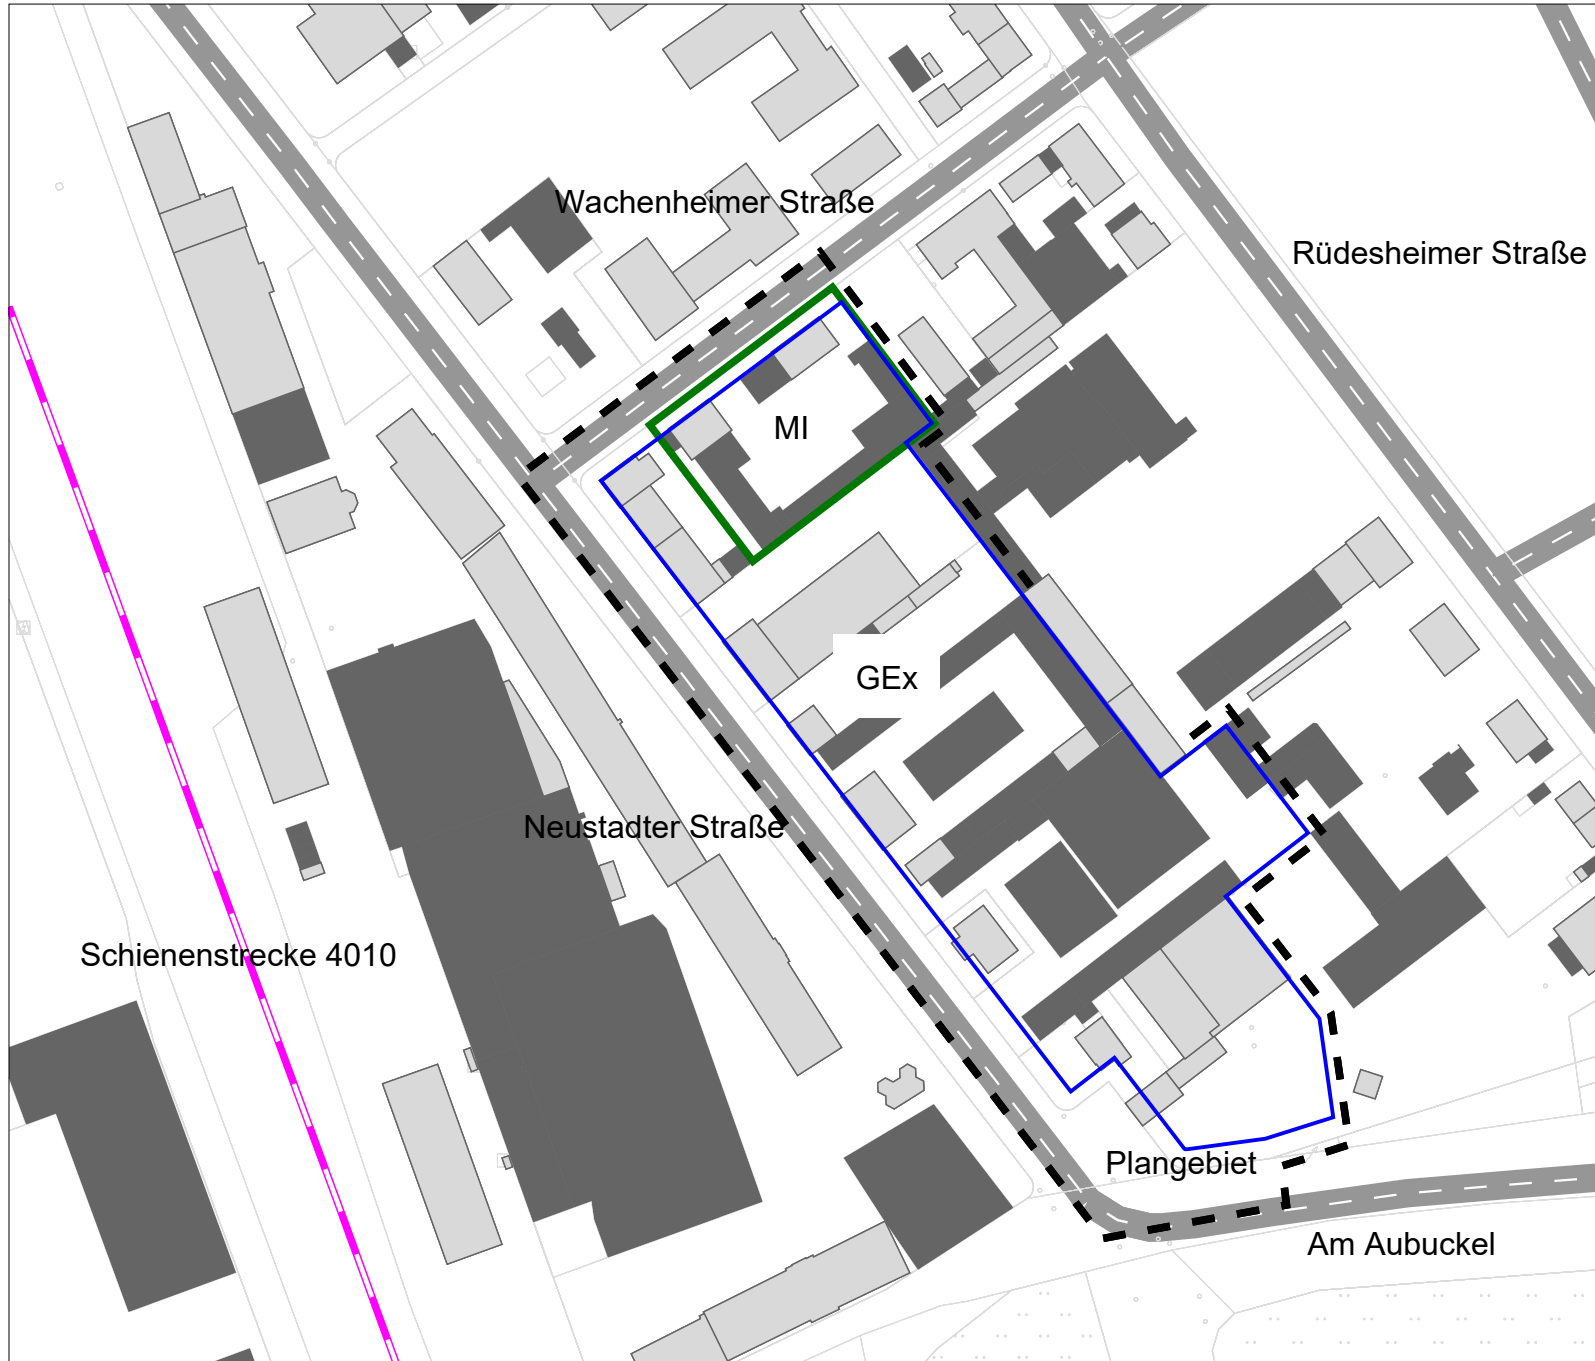 Wachenheimer Straße
Rüdesheimer Straße
MI
GEx
Neustadter Straße
Schienenstrecke 4010
Plangebiet
Am Aubuckel